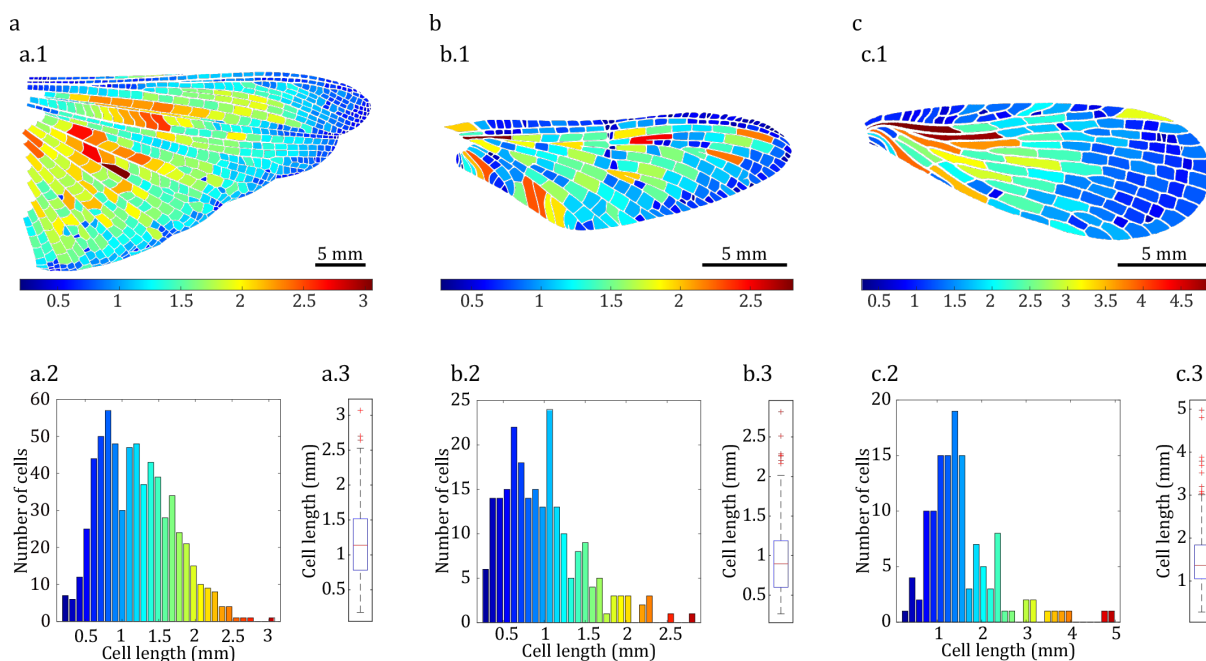 a
b
c
a.1
b.1
c.1
5 mm
5 mm
5 mm
0.5 1 1.5 2 2.5 3
0.5 1 1.5 2 2.5
0.5 1 1.5 2 2.5 3 3.5 4 4.5
a.2
a.3
b.2
b.3
c.2
c.3
60
50
40
30
20
10
0
Number of cells
0.5 1 1.5 2 2.5 3
Cell length (mm)
3
2.5
2
1.5
1
0.5
Cell length (mm)
25
20
15
10
5
0
Number of cells
0.5 1 1.5 2 2.5
Cell length (mm)
2.5
2
1.5
1
0.5
Cell length (mm)
20
15
10
5
0
Number of cells
1 2 3 4 5
Cell length (mm)
5
4
3
2
1
Cell length (mm)